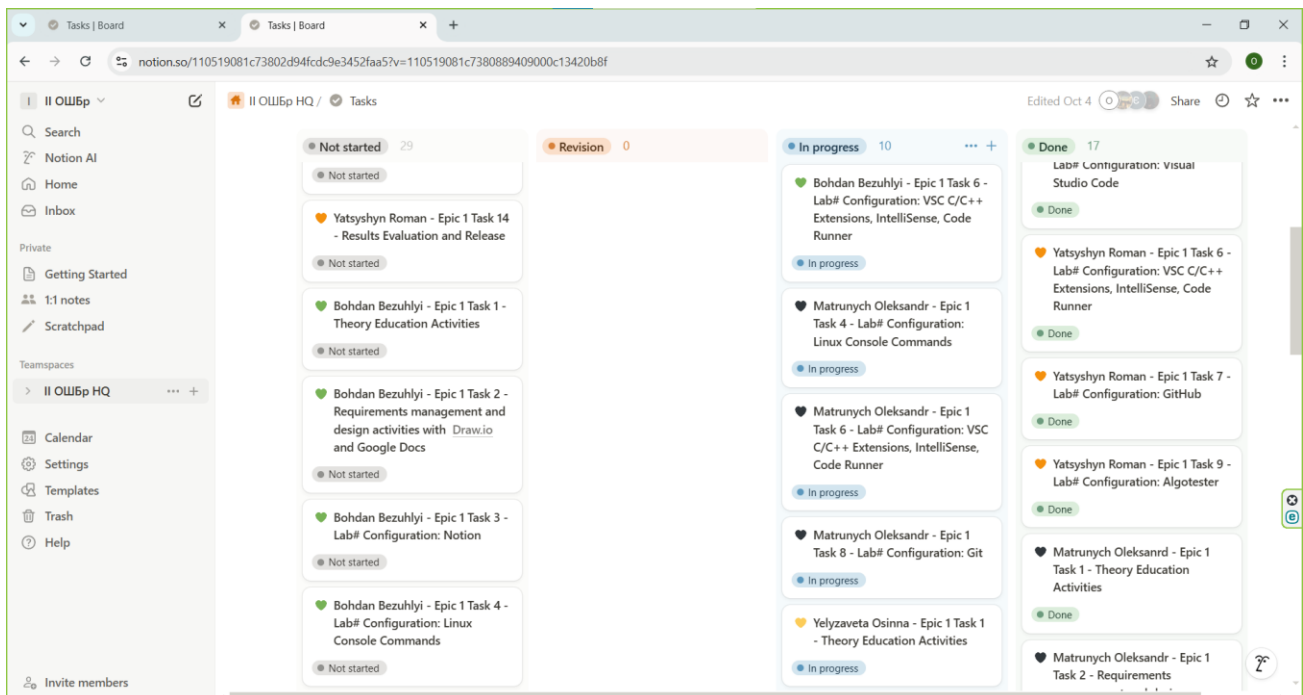 Tasks | Board
Tasks | Board
notion.so/110519081c73802d94fcdc9e3452faa5?v=110519081c7380889409000c13420b8f
O
I
II ОШБр
II ОШБр HQ /
Tasks
Edited Oct 4
O
Share
Search
Notion AI
Home
Inbox
Private
Getting Started
1:1 notes
Scratchpad
Teamspaces
II ОШБр HQ
Calendar
Settings
Templates
Trash
Help
Invite members
Not started 29
Not started
Yatsyshyn Roman - Epic 1 Task 14
- Results Evaluation and Release
Not started
Bohdan Bezuhlyi - Epic 1 Task 1 -
Theory Education Activities
Not started
Bohdan Bezuhlyi - Epic 1 Task 2 -
Requirements management and
design activities with Draw.io
and Google Docs
Not started
Bohdan Bezuhlyi - Epic 1 Task 3 -
Lab# Configuration: Notion
Not started
Bohdan Bezuhlyi - Epic 1 Task 4 -
Lab# Configuration: Linux
Console Commands
Not started
Revision 0
In progress 10
Bohdan Bezuhlyi - Epic 1 Task 6 -
Lab# Configuration: VSC C/C++
Extensions, IntelliSense, Code
Runner
In progress
Matrunych Oleksandr - Epic 1
Task 4 - Lab# Configuration:
Linux Console Commands
In progress
Matrunych Oleksandr - Epic 1
Task 6 - Lab# Configuration: VSC
C/C++ Extensions, IntelliSense,
Code Runner
In progress
Matrunych Oleksandr - Epic 1
Task 8 - Lab# Configuration: Git
In progress
Yelyzaveta Osinna - Epic 1 Task 1
- Theory Education Activities
In progress
Done 17
Lab# Configuration: Visual
Studio Code
Done
Yatsyshyn Roman - Epic 1 Task 6 -
Lab# Configuration: VSC C/C++
Extensions, IntelliSense, Code
Runner
Done
Yatsyshyn Roman - Epic 1 Task 7 -
Lab# Configuration: GitHub
Done
Yatsyshyn Roman - Epic 1 Task 9 -
Lab# Configuration: Algotester
Done
Matrunych Oleksanrd - Epic 1
Task 1 - Theory Education
Activities
Done
Matrunych Oleksandr - Epic 1
Task 2 - Requirements